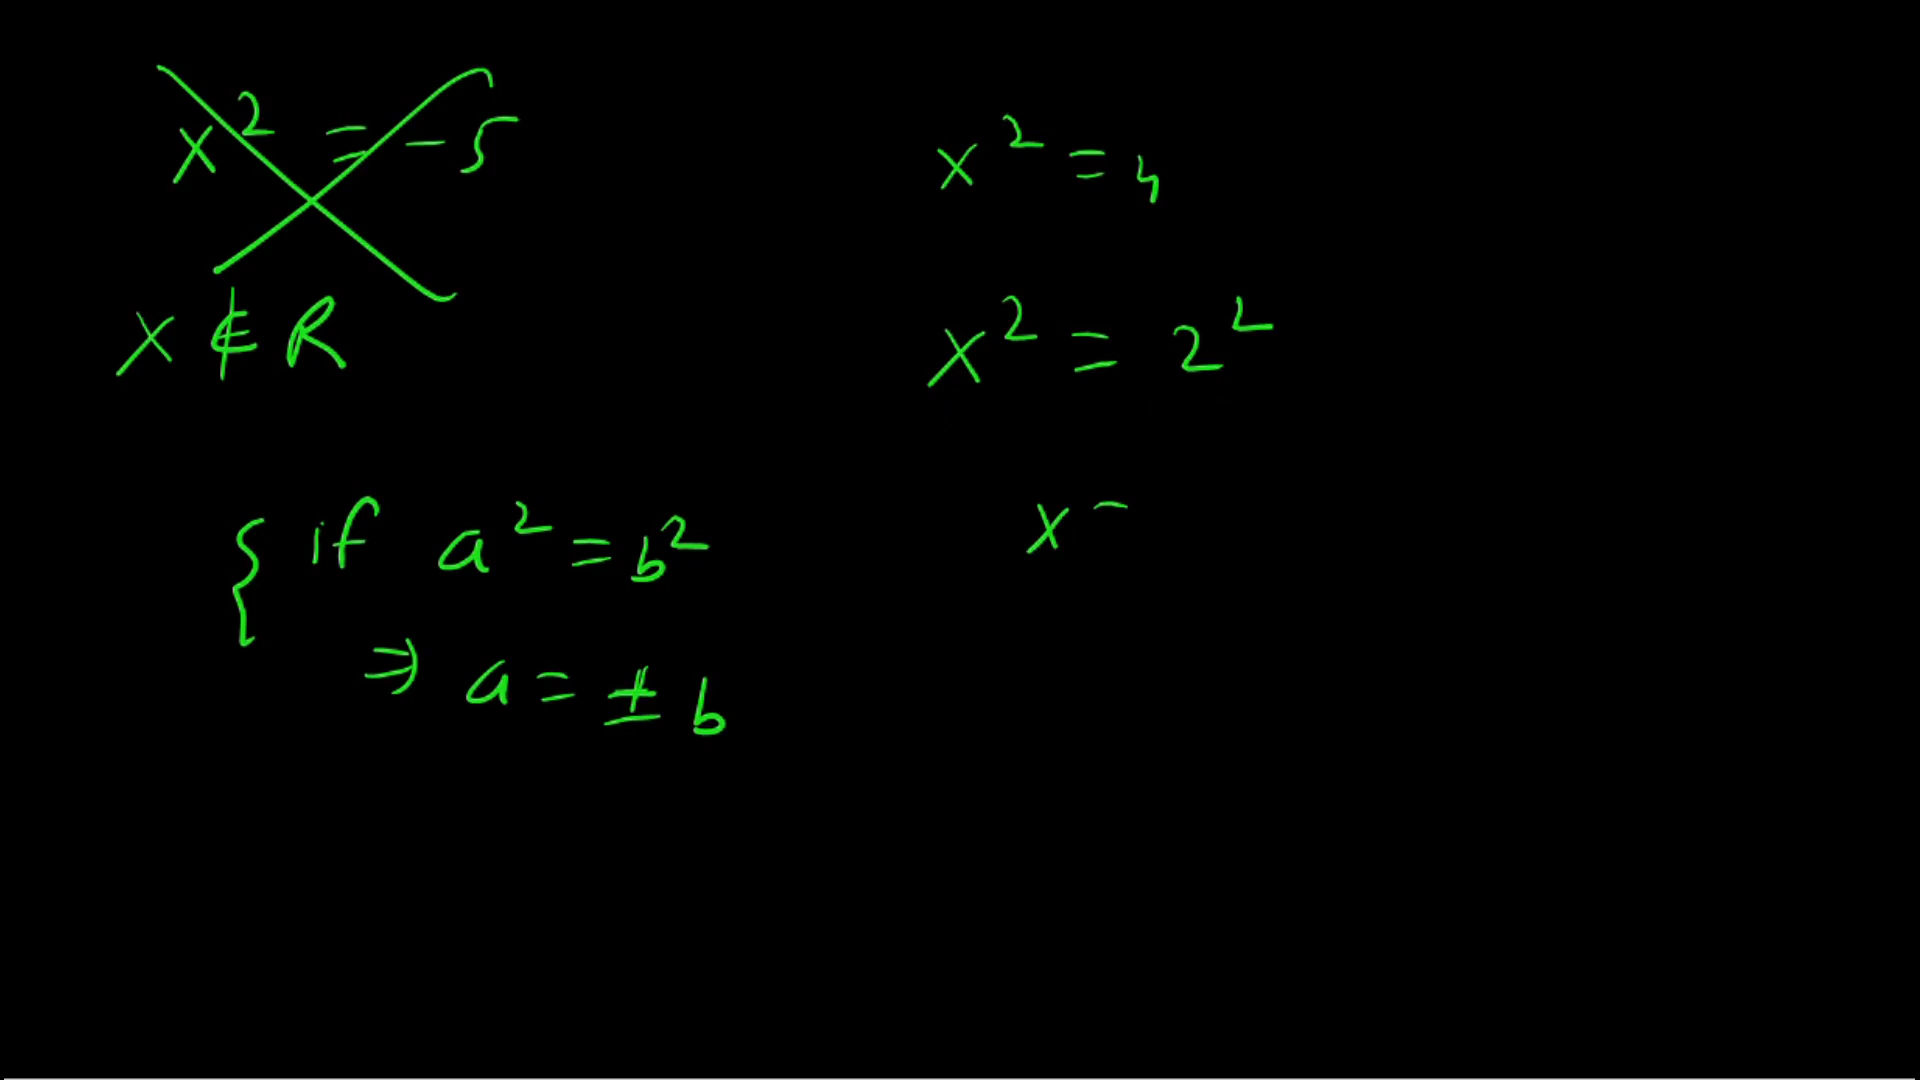 x² = -5
x ∉ R
{ if a² = b²
⇒ a = ± b
x² = 4
x² = 2²
x -